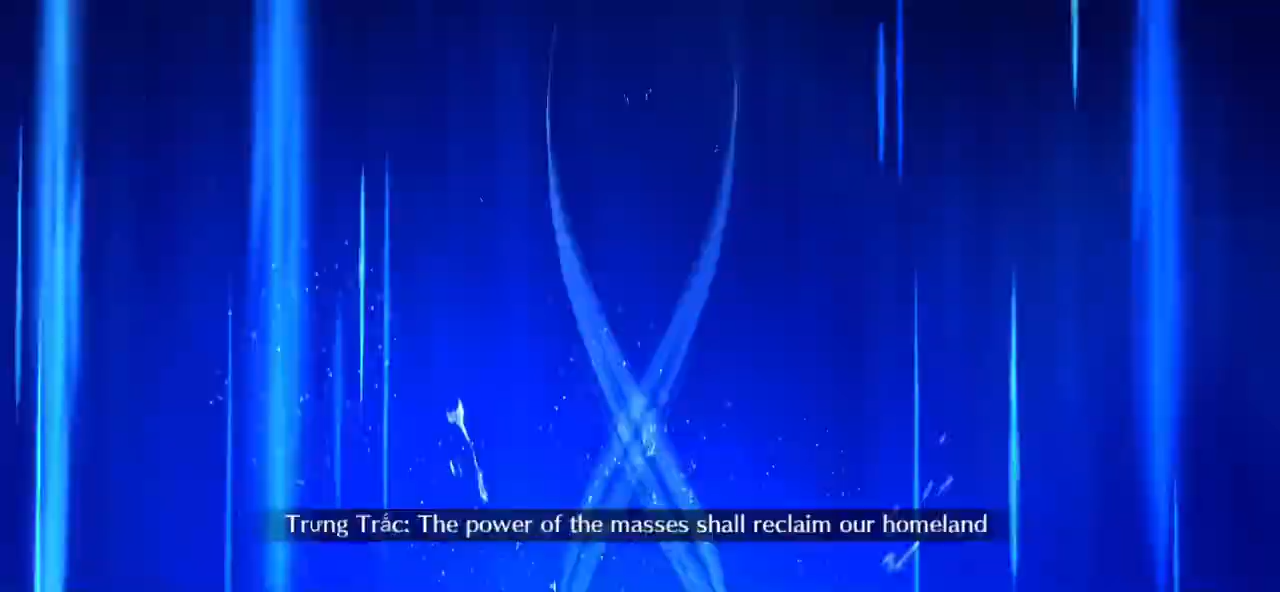 Trưng Trắc: The power of the masses shall reclaim our homeland